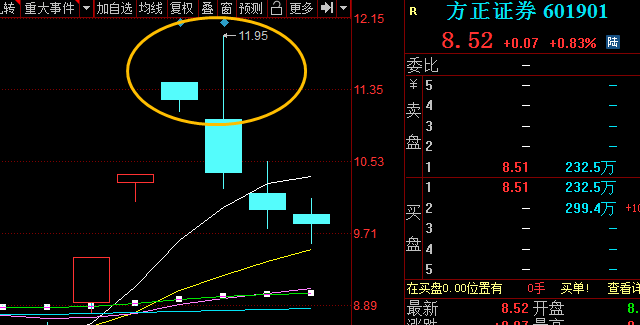 转 重大事件 加自选 均线 复权 叠 窗 预测 更多
11.95
12.15
11.35
10.53
9.71
8.89
R 方正证券 601901
8.52 +0.07 +0.83% 陆
委比 —
¥ 5 —
卖盘 4 —
3 —
2 —
1 8.51 232.5万
1 8.51 232.5万
买盘 2 299.4万
3 —
4 —
5 —
在买盘0.00位置有 0手 买单! 查看详
最新 8.52 开盘 8.
涨跌 +0.07 最高